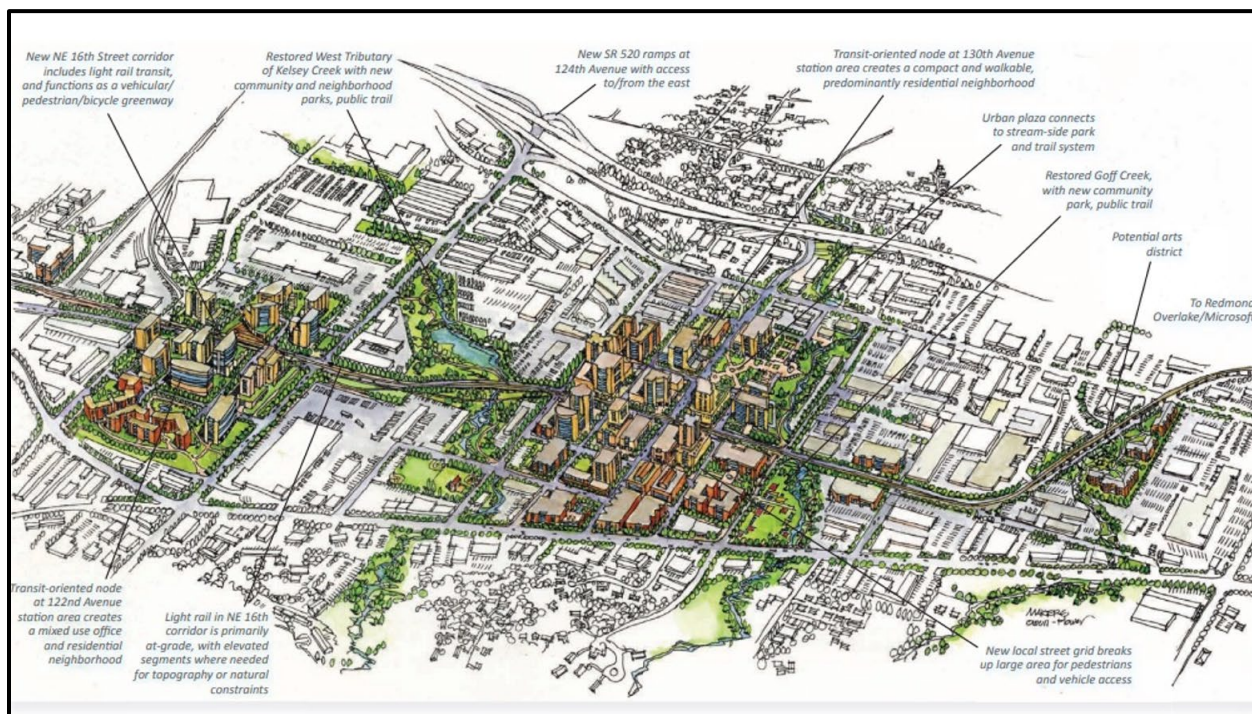 New NE 16th Street corridor
includes light rail transit,
and functions as a vehicular/
pedestrian/bicycle greenway
Restored West Tributary
of Kelsey Creek with new
community and neighborhood
parks, public trail
New SR 520 ramps at
124th Avenue with access
to/from the east
Transit-oriented node at 130th Avenue
station area creates a compact and walkable,
predominantly residential neighborhood
Urban plaza connects
to stream-side park
and trail system
Restored Goff Creek,
with new community
park, public trail
Potential arts
district
To Redmond
Overlake/Microsoft
Transit-oriented node
at 122nd Avenue
station area creates
a mixed use office
and residential
neighborhood
Light rail in NE 16th
corridor is primarily
at-grade, with elevated
segments where needed
for topography or natural
constraints
New local street grid breaks
up large area for pedestrians
and vehicle access